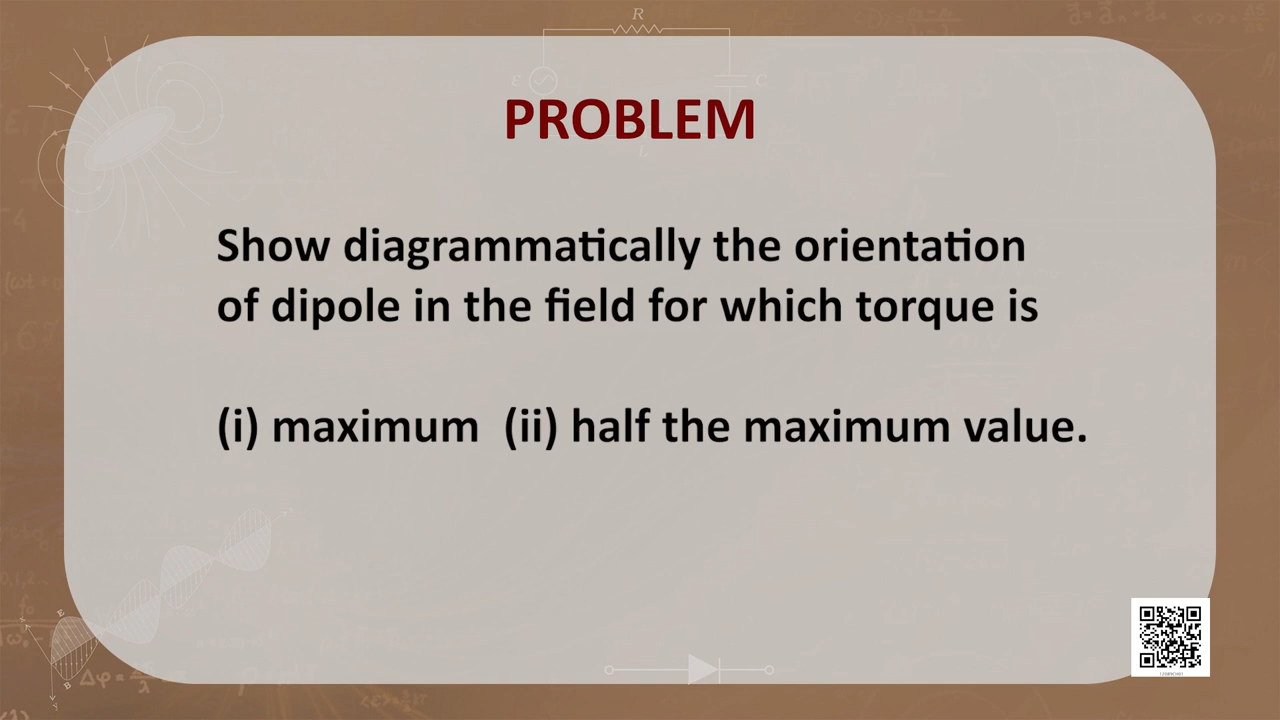 R
ε
C
L
PROBLEM
Show diagrammatically the orientation
of dipole in the field for which torque is
(i) maximum (ii) half the maximum value.
E
B
Δφ =